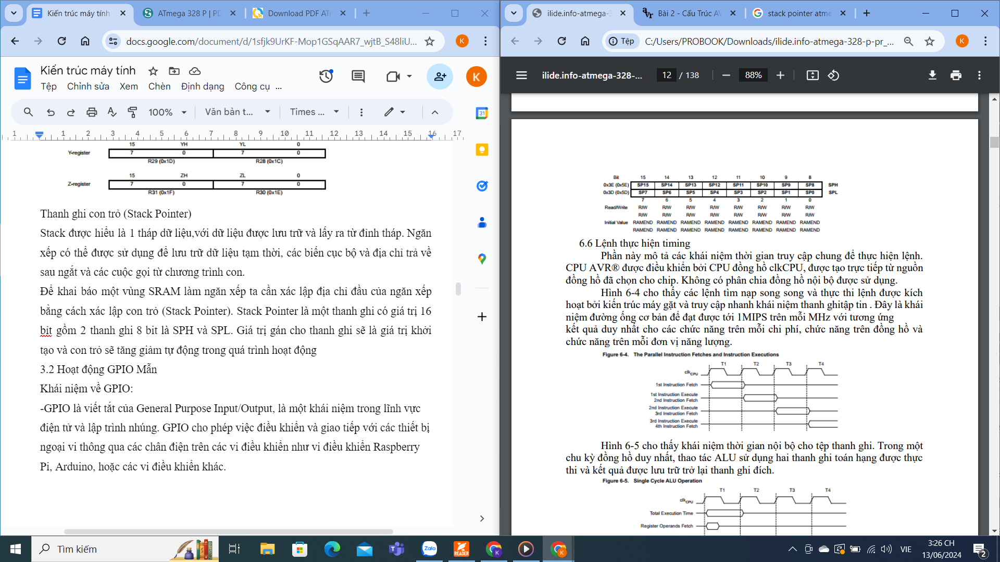 Kiến trúc máy tính
ATmega 328 P | PD
Download PDF ATm
ilide.info-atmega-3
Bài 2 - Cấu Trúc AV
stack pointer atme
docs.google.com/document/d/1sfjk9UrKF-Mop1GSqAAR7_wjtB_S48liU...
K
Tệp
C:/Users/PROBOOK/Downloads/ilide.info-atmega-328-p-pr_...
K
Kiến trúc máy tính
K
Tệp Chỉnh sửa Xem Chèn Định dạng Công cụ ...
100% Văn bản t... Times ...
31
1 1 2 3 4 5 6 7 8 9 10 11 12 13 14 15 16 17
15 YH YL 0
Y-register 7 0 7 0
R29 (0x1D) R28 (0x1C)
15 ZH ZL 0
Z-register 7 0 7 0
R31 (0x1F) R30 (0x1E)
Thanh ghi con trỏ (Stack Pointer)
Stack được hiểu là 1 tháp dữ liệu,với dữ liệu được lưu trữ và lấy ra từ đỉnh tháp. Ngăn
xếp có thể được sử dụng để lưu trữ dữ liệu tạm thời, các biến cục bộ và địa chỉ trả về
sau ngắt và các cuộc gọi từ chương trình con.
Để khai báo một vùng SRAM làm ngăn xếp ta cần xác lập địa chỉ đầu của ngăn xếp
bằng cách xác lập con trỏ (Stack Pointer). Stack Pointer là một thanh ghi có giá trị 16
bit gồm 2 thanh ghi 8 bit là SPH và SPL. Giá trị gán cho thanh ghi sẽ là giá trị khởi
tạo và con trỏ sẽ tăng giảm tự động trong quá trình hoạt động
3.2 Hoạt động GPIO Mẫn
Khái niệm về GPIO:
-GPIO là viết tắt của General Purpose Input/Output, là một khái niệm trong lĩnh vực
điện tử và lập trình nhúng. GPIO cho phép việc điều khiển và giao tiếp với các thiết bị
ngoại vi thông qua các chân điện trên các vi điều khiển như vi điều khiển Raspberry
Pi, Arduino, hoặc các vi điều khiển khác.
ilide.info-atmega-328-... 12 / 138 88%
Bit 15 14 13 12 11 10 9 8
0x3E (0x5E) SP15 SP14 SP13 SP12 SP11 SP10 SP9 SP8 SPH
0x3D (0x5D) SP7 SP6 SP5 SP4 SP3 SP2 SP1 SP0 SPL
7 6 5 4 3 2 1 0
Read/Write R/W R/W R/W R/W R/W R/W R/W R/W
R/W R/W R/W R/W R/W R/W R/W R/W
Initial Value RAMEND RAMEND RAMEND RAMEND RAMEND RAMEND RAMEND RAMEND
RAMEND RAMEND RAMEND RAMEND RAMEND RAMEND RAMEND RAMEND
6.6 Lệnh thực hiện timing
Phần này mô tả các khái niệm thời gian truy cập chung để thực hiện lệnh.
CPU AVR® được điều khiển bởi CPU đồng hồ clkCPU, được tạo trực tiếp từ nguồn
đồng hồ đã chọn cho chip. Không có phân chia đồng hồ nội bộ được sử dụng.
Hình 6-4 cho thấy các lệnh tìm nạp song song và thực thi lệnh được kích
hoạt bởi kiến trúc máy gặt và truy cập nhanh khái niệm thanh ghitập tin . Đây là khái
niệm đường ống cơ bản để đạt được tới 1MIPS trên mỗi MHz với tương ứng
kết quả duy nhất cho các chức năng trên mỗi chi phí, chức năng trên đồng hồ và
chức năng trên mỗi đơn vị năng lượng.
Figure 6-4. The Parallel Instruction Fetches and Instruction Executions
T1 T2 T3 T4
clkCPU
1st Instruction Fetch
1st Instruction Execute
2nd Instruction Fetch
2nd Instruction Execute
3rd Instruction Fetch
3rd Instruction Execute
4th Instruction Fetch
Hình 6-5 cho thấy khái niệm thời gian nội bộ cho tệp thanh ghi. Trong một
chu kỳ đồng hồ duy nhất, thao tác ALU sử dụng hai thanh ghi toán hạng được thực
thi và kết quả được lưu trữ trở lại thanh ghi đích.
Figure 6-5. Single Cycle ALU Operation
T1 T2 T3 T4
clkCPU
Total Execution Time
Register Operands Fetch
Tìm kiếm
Zalo
READER
VIE
3:26 CH
13/06/2024
2